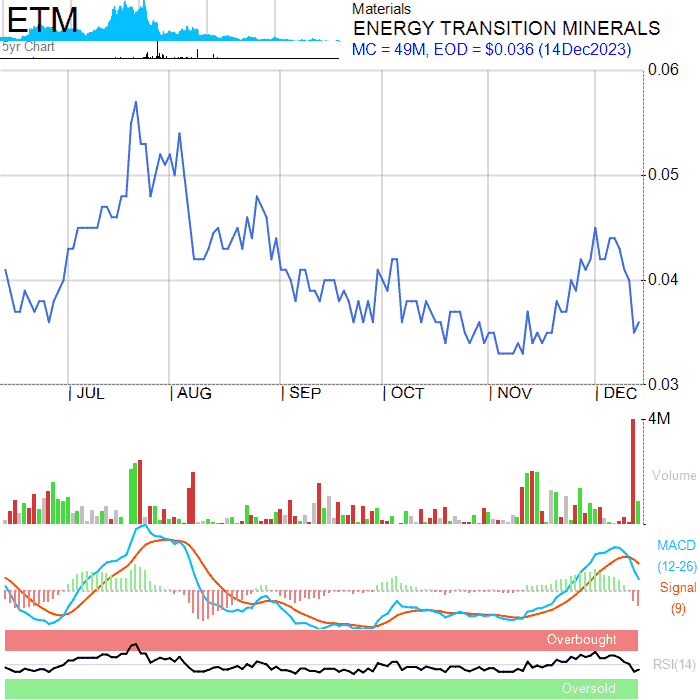 ETM
5yr Chart
Materials
ENERGY TRANSITION MINERALS
MC = 49M, EOD = $0.036 (14Dec2023)
0.06
0.05
0.04
0.03
JUL AUG SEP OCT NOV DEC
4M
Volume
MACD
(12-26)
Signal
(9)
Overbought
RSI(14)
Oversold